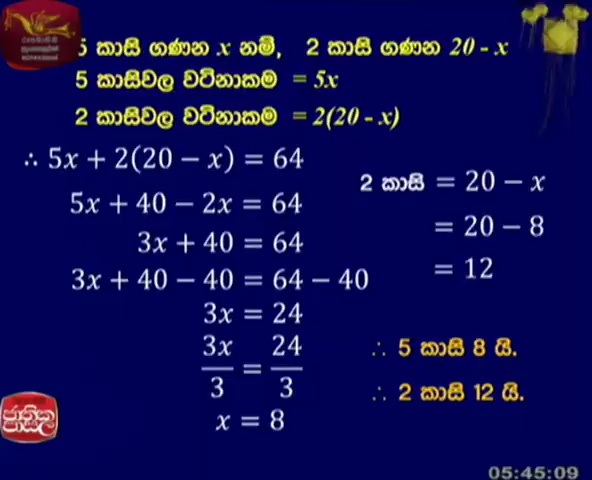 5 කාසි ගණන x නම්, 2 කාසි ගණන 20 - x
5 කාසිවල වටිනාකම = 5x
2 කාසිවල වටිනාකම = 2(20 - x)
∴ 5x + 2(20 − x) = 64
5x + 40 − 2x = 64
3x + 40 = 64
3x + 40 − 40 = 64 − 40
3x = 24
3x/3 = 24/3
x = 8
2 කාසි = 20 − x
= 20 − 8
= 12
∴ 5 කාසි 8 යි.
∴ 2 කාසි 12 යි.
ජාතික
පාසල
05:45:09